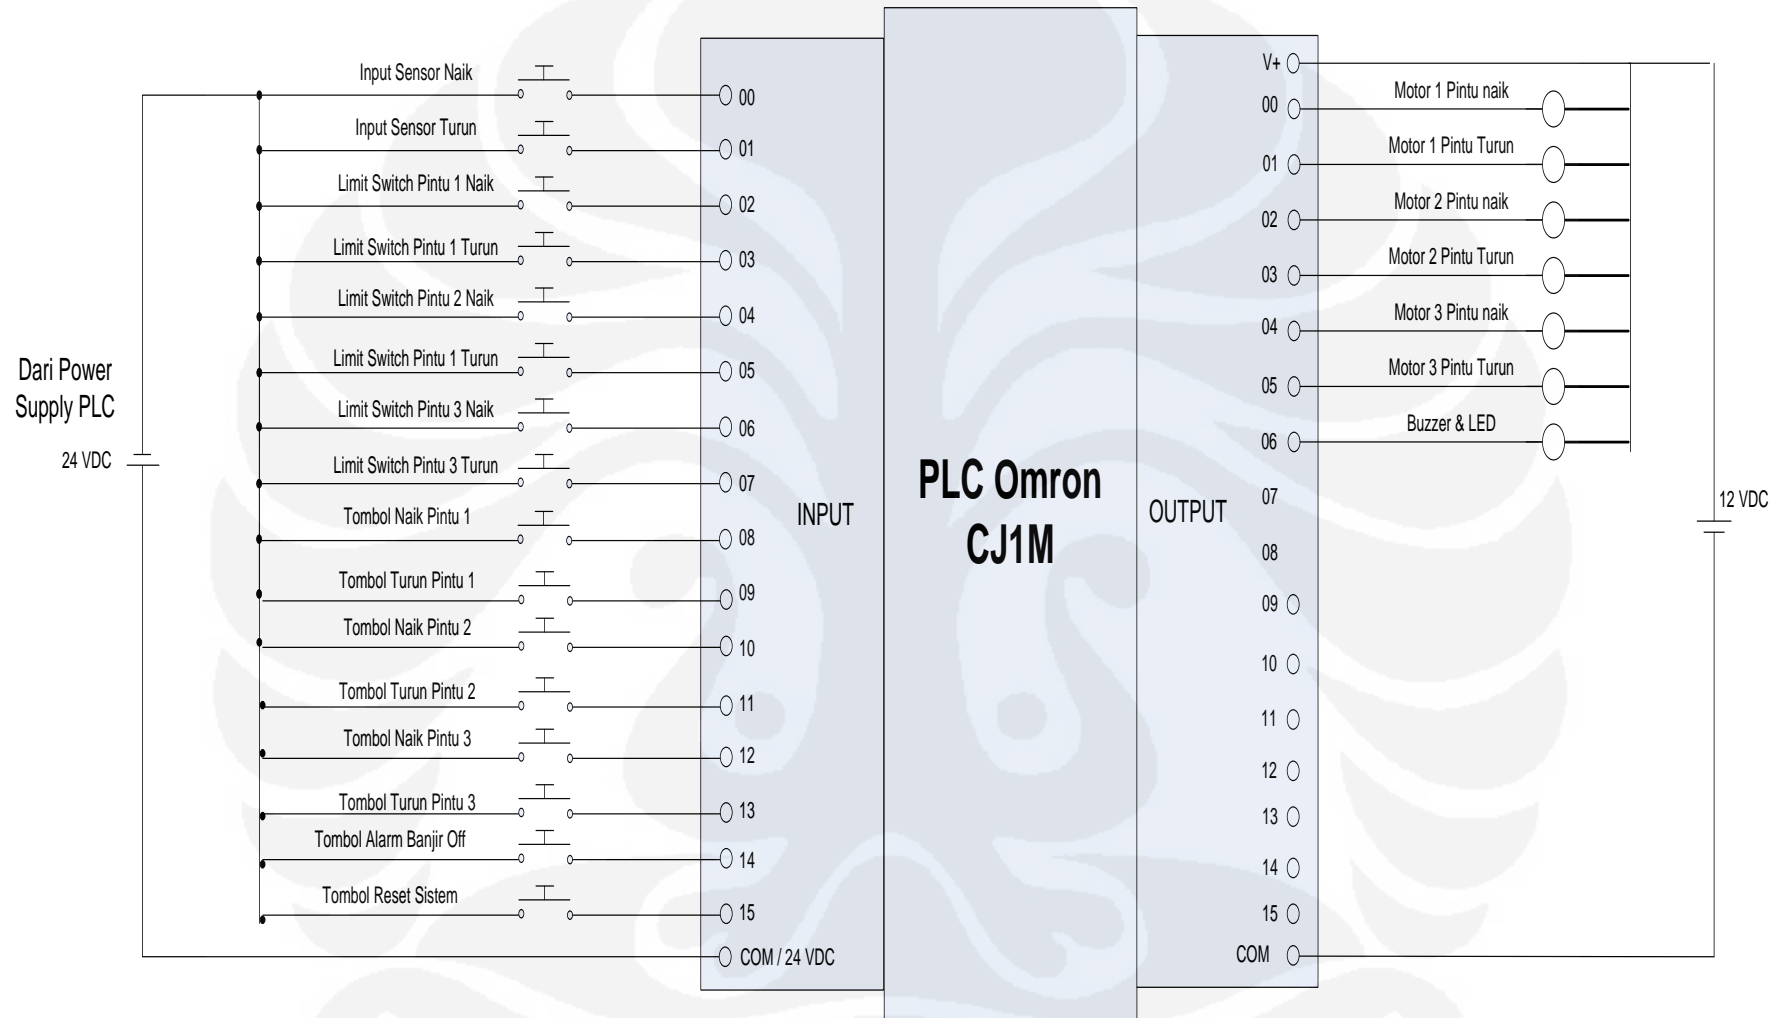 Dari Power
Supply PLC
24 VDC
Input Sensor Naik
Input Sensor Turun
Limit Switch Pintu 1 Naik
Limit Switch Pintu 1 Turun
Limit Switch Pintu 2 Naik
Limit Switch Pintu 1 Turun
Limit Switch Pintu 3 Naik
Limit Switch Pintu 3 Turun
Tombol Naik Pintu 1
Tombol Turun Pintu 1
Tombol Naik Pintu 2
Tombol Turun Pintu 2
Tombol Naik Pintu 3
Tombol Turun Pintu 3
Tombol Alarm Banjir Off
Tombol Reset Sistem
00
01
02
03
04
05
06
07
08
09
10
11
12
13
14
15
COM / 24 VDC
INPUT
PLC Omron
CJ1M
OUTPUT
V+
00
01
02
03
04
05
06
07
08
09
10
11
12
13
14
15
COM
Motor 1 Pintu naik
Motor 1 Pintu Turun
Motor 2 Pintu naik
Motor 2 Pintu Turun
Motor 3 Pintu naik
Motor 3 Pintu Turun
Buzzer & LED
12 VDC